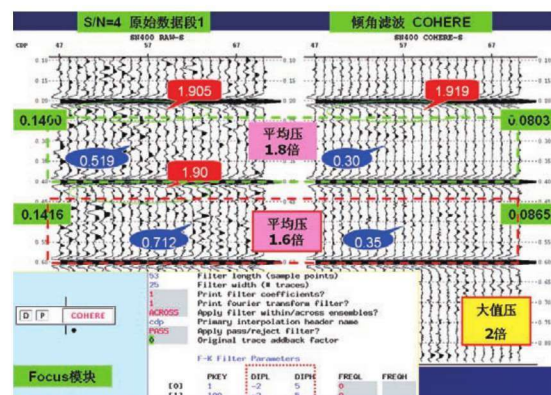 S/N=4 原始数据段1
倾角滤波 COHERE
SN400 RAW-S
SN400 COHERE-S
CDP
47 57 67
47 57 67
1.905
1.919
0.1400
0.0803
平均压
1.8倍
0.519
0.30
1.90
0.1416
0.0865
平均压
1.6倍
0.712
0.35
大值压
2倍
53 Filter length (sample points)
25 Filter width (# traces)
1 Print filter coefficients?
1 Print fourier transform filter?
ACROSS Apply filter within/across ensembles?
cdp Primary interpolation header name
PASS Apply pass/reject filter?
0 Original trace addback factor
D P COHERE
F-K Filter Parameters
PKEY DIPL DIPH FREQL FREQH
[0] 1 -2 5 0
Focus模块